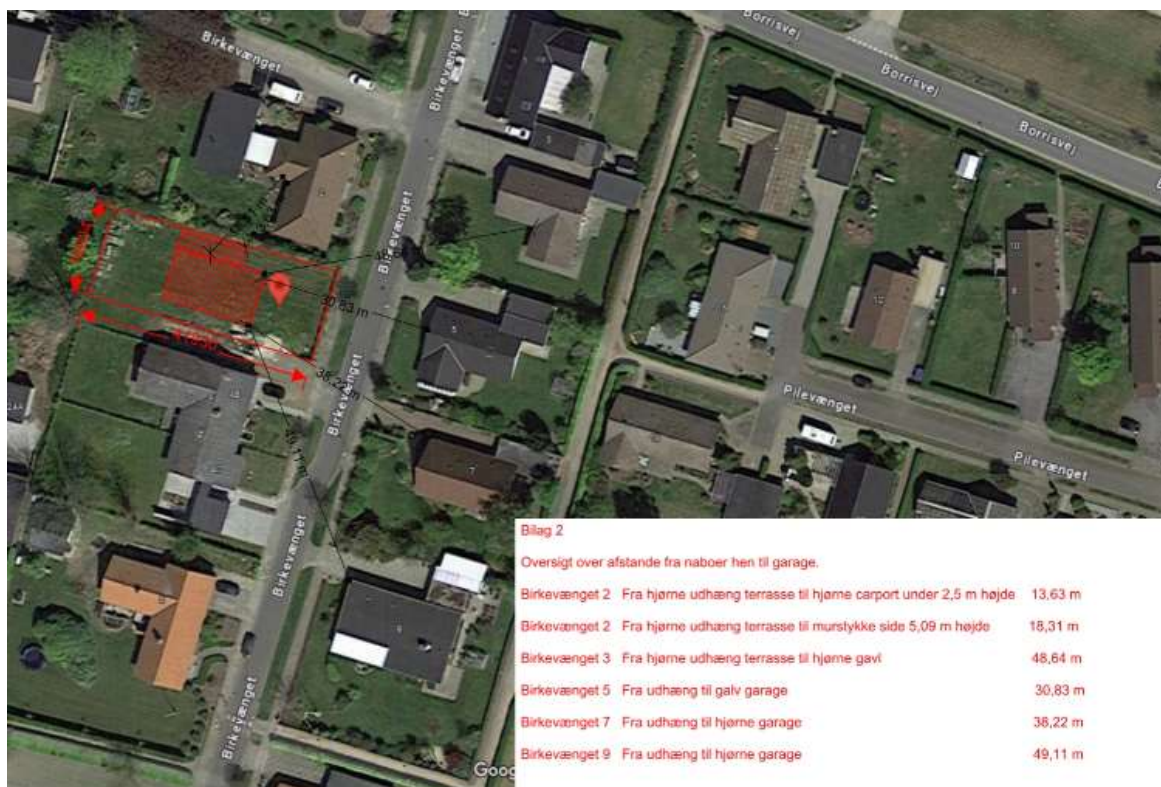 Birkevænget
Birkevænget
Borrisvej
Borrisvej
Borrisvej
Birkevænget
30,83 m
38,22 m
Birkevænget
Pilevænget
Pilevænget
Birkevænget
Birkevænget
Bilag 2
Oversigt over afstande fra naboer hen til garage.
Birkevænget 2 Fra hjørne udhæng terrasse til hjørne carport under 2,5 m højde 13,63 m
Birkevænget 2 Fra hjørne udhæng terrasse til murstykke side 5,09 m højde 18,31 m
Birkevænget 3 Fra hjørne udhæng terrasse til hjørne gavl 48,64 m
Birkevænget 5 Fra udhæng til galv garage 30,83 m
Birkevænget 7 Fra udhæng til hjørne garage 38,22 m
Birkevænget 9 Fra udhæng til hjørne garage 49,11 m